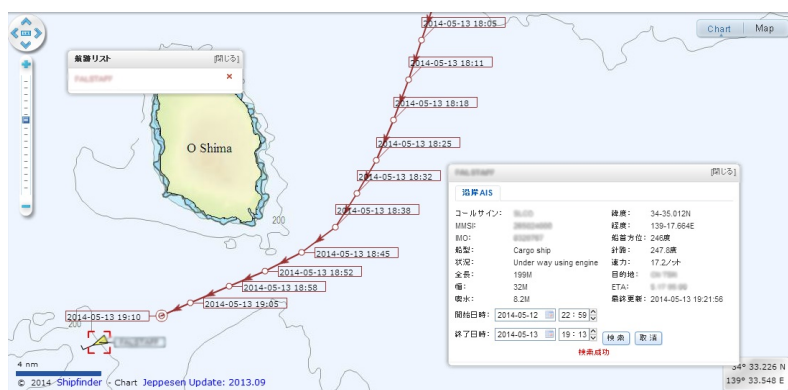 2014-05-13 18:05
Chart
Map
航跡リスト
[閉じる]
2014-05-13 18:11
2014-05-13 18:18
O Shima
2014-05-13 18:25
2014-05-13 18:32
2014-05-13 18:38
200
2014-05-13 18:45
2014-05-13 18:52
2014-05-13 18:58
2014-05-13 19:05
2014-05-13 19:10
200
[閉じる]
沿岸AIS
コールサイン:
緯度: 34-35.012N
MMSI:
経度: 139-17.664E
IMO:
船首方位: 246度
船型: Cargo ship
針路: 247.8度
状況: Under way using engine
速力: 17.2ノット
全長: 199M
目的地:
幅: 32M
ETA:
喫水: 8.2M
最終更新: 2014-05-13 19:21:56
開始日時: 2014-05-12 22:59
終了日時: 2014-05-13 19:13 検索 取消
検索成功
4 nm
© 2014 Shipfinder - Chart Jeppesen Update: 2013.09
34° 33.226 N
139° 33.548 E